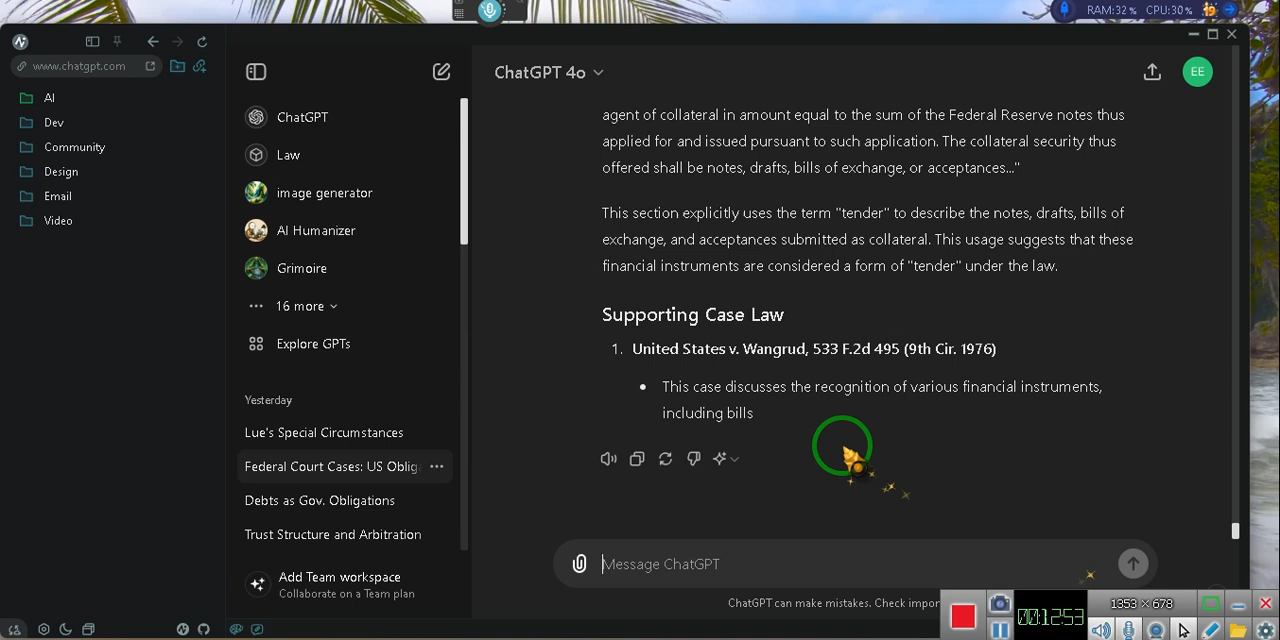 RAM:32% CPU:30% 19
www.chatgpt.com
AI
Dev
Community
Design
Email
Video
ChatGPT
Law
image generator
AI Humanizer
Grimoire
16 more
Explore GPTs
Yesterday
Lue's Special Circumstances
Federal Court Cases: US Oblig
Debts as Gov. Obligations
Trust Structure and Arbitration
Add Team workspace
Collaborate on a Team plan
ChatGPT 4o
EE
agent of collateral in amount equal to the sum of the Federal Reserve notes thus
applied for and issued pursuant to such application. The collateral security thus
offered shall be notes, drafts, bills of exchange, or acceptances..."
This section explicitly uses the term "tender" to describe the notes, drafts, bills of
exchange, and acceptances submitted as collateral. This usage suggests that these
financial instruments are considered a form of "tender" under the law.
Supporting Case Law
1. United States v. Wangrud, 533 F.2d 495 (9th Cir. 1976)
This case discusses the recognition of various financial instruments,
including bills
Message ChatGPT
ChatGPT can make mistakes. Check impor
00:12:53
1353 × 678